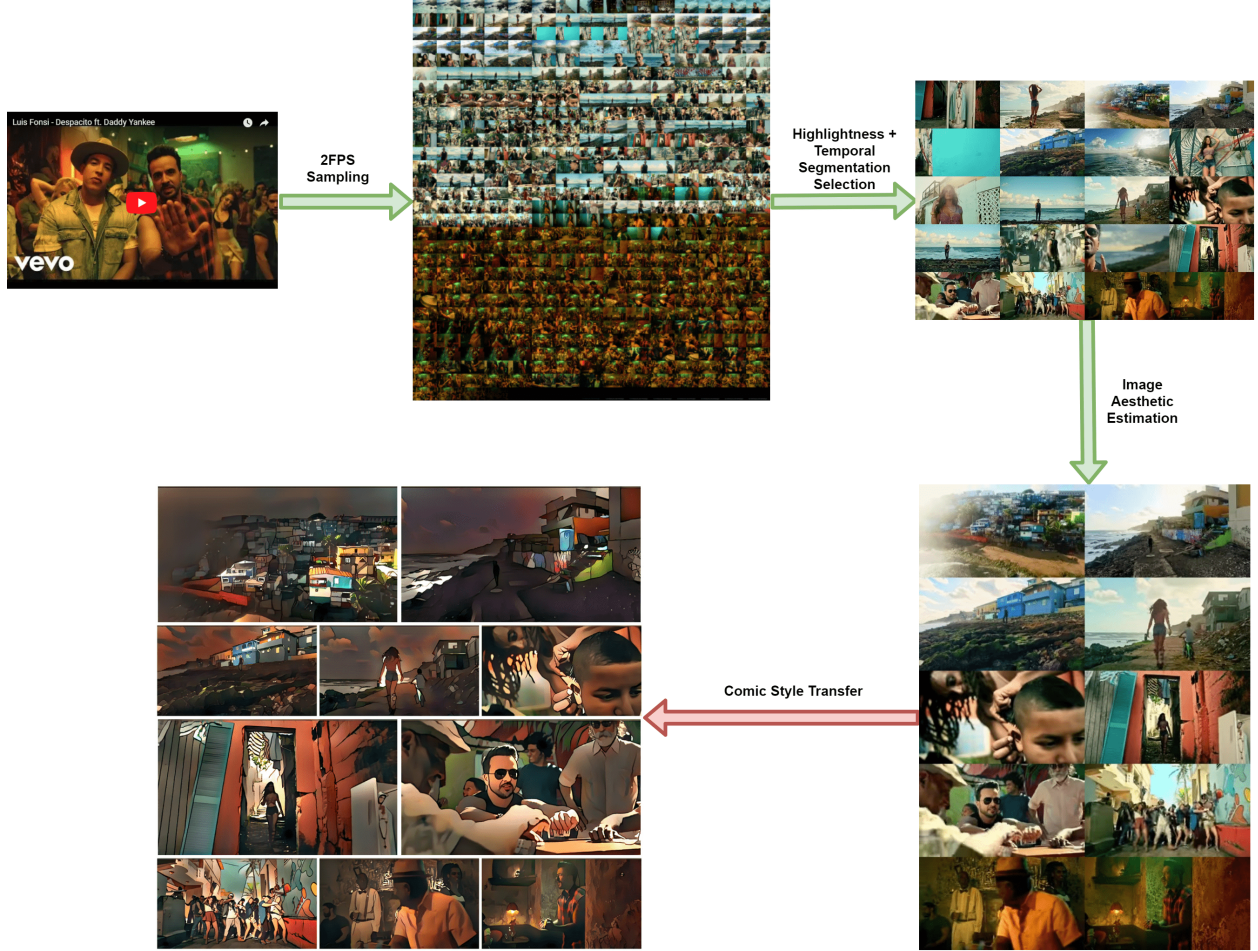 Luis Fonsi - Despacito ft. Daddy Yankee
vevo
2FPS
Sampling
Highlightness +
Temporal
Segmentation
Selection
Image
Aesthetic
Estimation
Comic Style Transfer